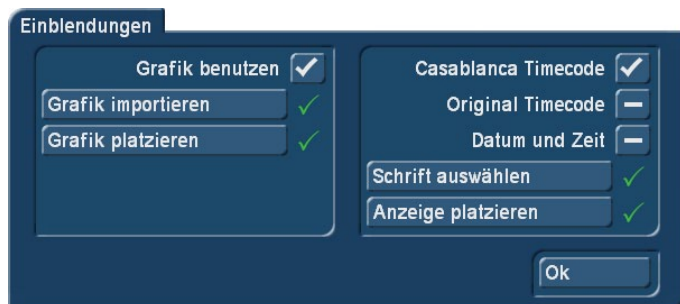 Einblendungen
Grafik benutzen
Grafik importieren
Grafik platzieren
Casablanca Timecode
Original Timecode
Datum und Zeit
Schrift auswählen
Anzeige platzieren
Ok